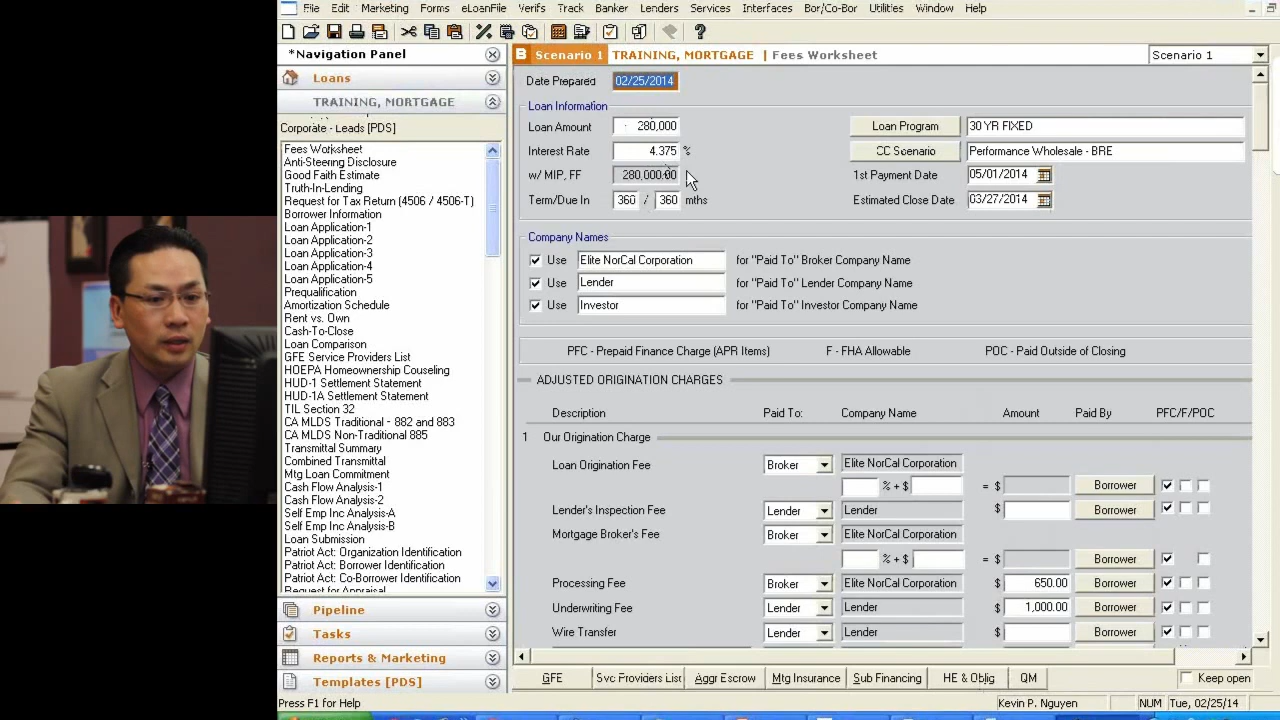 File Edit Marketing Forms eLoanFile Verifs Track Banker Lenders Services Interfaces Bor/Co-Bor Utilities Window Help
*Navigation Panel
Loans
TRAINING, MORTGAGE
Corporate - Leads [PDS]
Fees Worksheet
Anti-Steering Disclosure
Good Faith Estimate
Truth-In-Lending
Request for Tax Return (4506 / 4506-T)
Borrower Information
Loan Application-1
Loan Application-2
Loan Application-3
Loan Application-4
Loan Application-5
Prequalification
Amortization Schedule
Rent vs. Own
Cash-To-Close
Loan Comparison
GFE Service Providers List
HOEPA Homeownership Counseling
HUD-1 Settlement Statement
HUD-1A Settlement Statement
TIL Section 32
CA MLDS Traditional - 882 and 883
CA MLDS Non-Traditional 885
Transmittal Summary
Combined Transmittal
Mtg Loan Commitment
Cash Flow Analysis-1
Cash Flow Analysis-2
Self Emp Inc Analysis-A
Self Emp Inc Analysis-B
Loan Submission
Patriot Act: Organization Identification
Patriot Act: Borrower Identification
Patriot Act: Co-Borrower Identification
Request for Appraisal
Pipeline
Tasks
Reports & Marketing
Templates [PDS]
B Scenario 1 TRAINING, MORTGAGE | Fees Worksheet Scenario 1
Date Prepared 02/25/2014
Loan Information
Loan Amount 280,000 Loan Program 30 YR FIXED
Interest Rate 4.375 % CC Scenario Performance Wholesale - BRE
w/ MIP, FF 280,000.00 1st Payment Date 05/01/2014
Term/Due In 360 / 360 mths Estimated Close Date 03/27/2014
Company Names
Use Elite NorCal Corporation for "Paid To" Broker Company Name
Use Lender for "Paid To" Lender Company Name
Use Investor for "Paid To" Investor Company Name
PFC - Prepaid Finance Charge (APR Items) F - FHA Allowable POC - Paid Outside of Closing
ADJUSTED ORIGINATION CHARGES
Description Paid To: Company Name Amount Paid By PFC/F/POC
1 Our Origination Charge
Loan Origination Fee Broker Elite NorCal Corporation
% + $ = $ Borrower
Lender's Inspection Fee Lender Lender $ Borrower
Mortgage Broker's Fee Broker Elite NorCal Corporation
% + $ = $ Borrower
Processing Fee Broker Elite NorCal Corporation $ 650.00 Borrower
Underwriting Fee Lender Lender $ 1,000.00 Borrower
Wire Transfer Lender Lender $ Borrower
GFE Svc Providers List Aggr Escrow Mtg Insurance Sub Financing HE & Oblig QM Keep open
Press F1 for Help Kevin P. Nguyen NUM Tue, 02/25/14